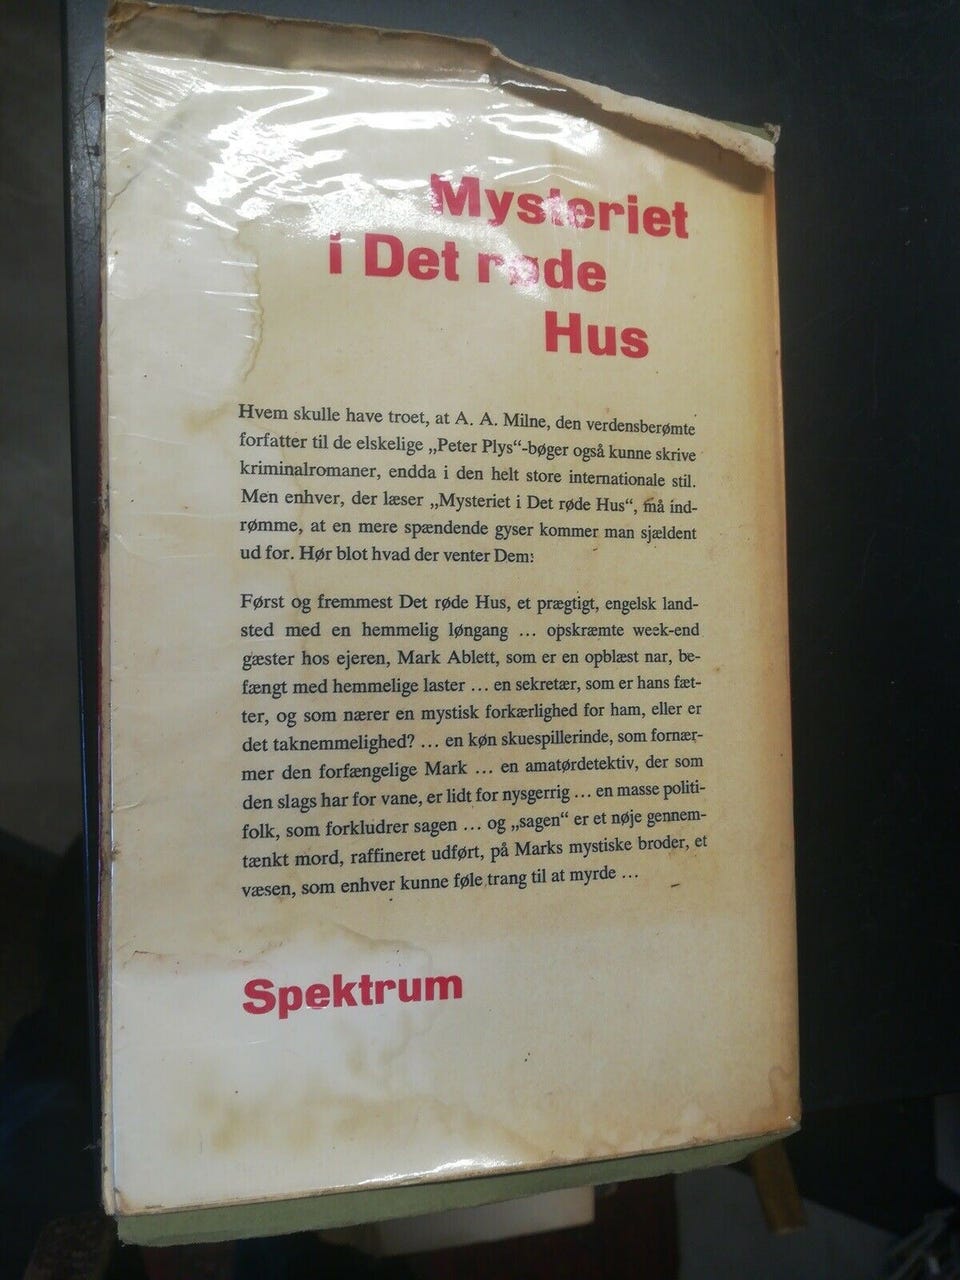 Mysteriet
i Det røde
Hus
Hvem skulle have troet, at A. A. Milne, den verdensberømte
forfatter til de elskelige „Peter Plys“-bøger også kunne skrive
kriminalromaner, endda i den helt store internationale stil.
Men enhver, der læser „Mysteriet i Det røde Hus“, må ind-
rømme, at en mere spændende gyser kommer man sjældent
ud for. Hør blot hvad der venter Dem:
Først og fremmest Det røde Hus, et prægtigt, engelsk land-
sted med en hemmelig løngang ... opskræmte week-end
gæster hos ejeren, Mark Ablett, som er en opblæst nar, be-
fængt med hemmelige laster ... en sekretær, som er hans fæt-
ter, og som nærer en mystisk forkærlighed for ham, eller er
det taknemmelighed? ... en køn skuespillerinde, som fornær-
mer den forfængelige Mark ... en amatørdetektiv, der som
den slags har for vane, er lidt for nysgerrig ... en masse politi-
folk, som forkludrer sagen ... og „sagen“ er et nøje gennem-
tænkt mord, raffineret udført, på Marks mystiske broder, et
væsen, som enhver kunne føle trang til at myrde ...
Spektrum